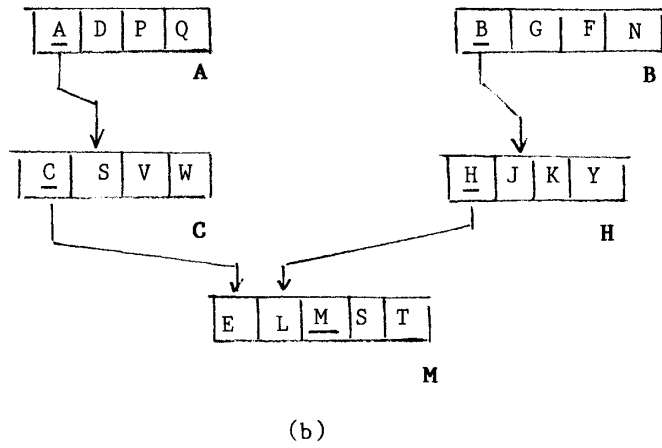 A D P Q
A
B G F N
B
C S V W
C
H J K Y
H
E L M S T
M
(b)